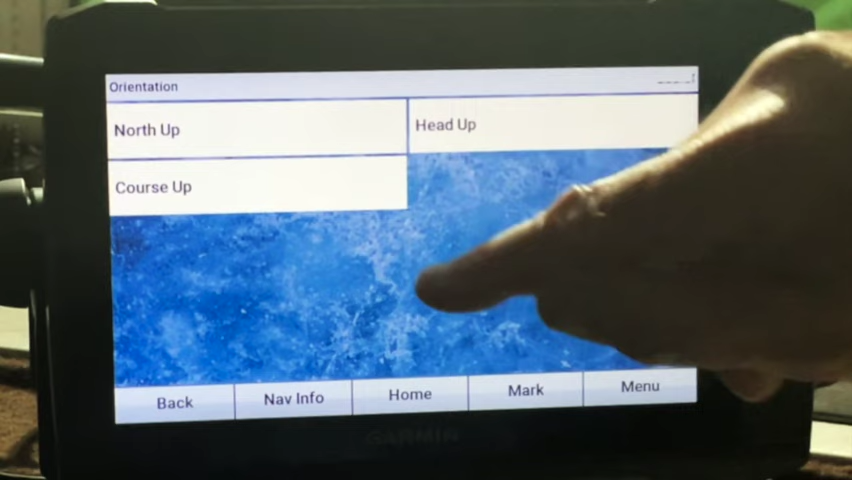 Orientation
North Up
Head Up
Course Up
Back
Nav Info
Home
Mark
Menu
GARMIN